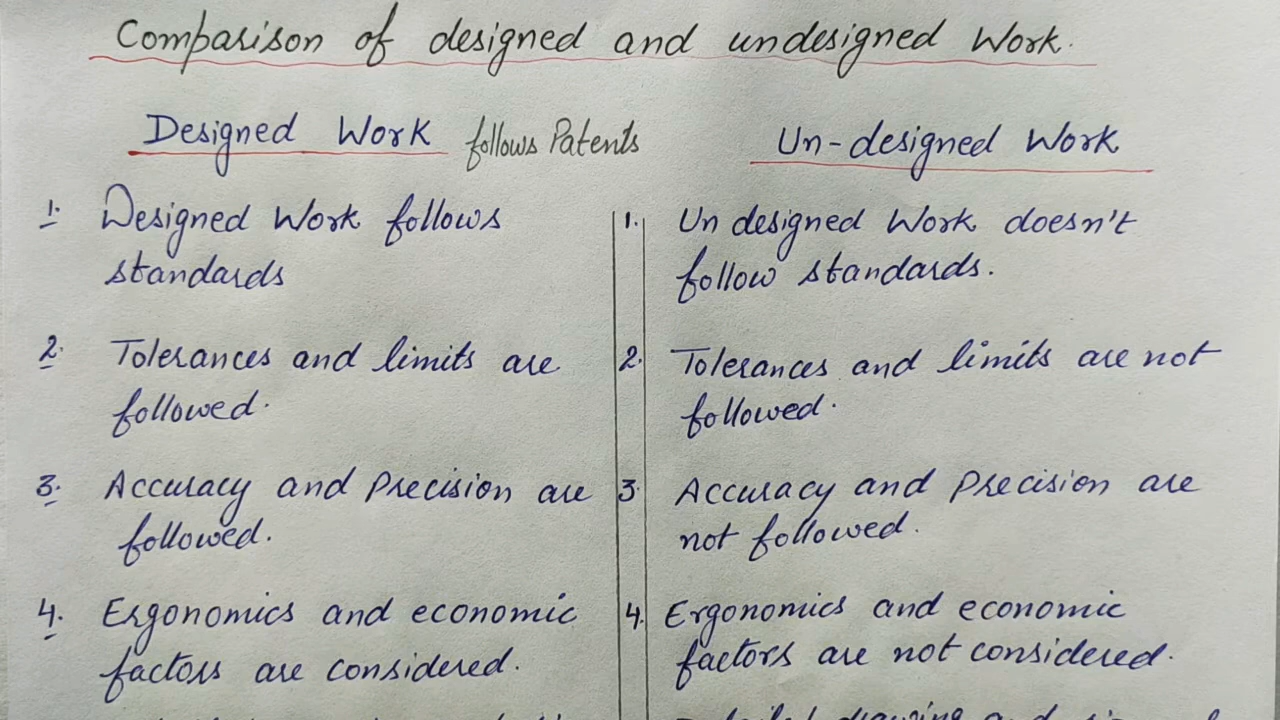 Comparison of designed and undesigned Work.
Designed Work follows Patents
1. Designed Work follows
standards
2. Tolerances and limits are
followed.
3. Accuracy and Precision are
followed.
4. Ergonomics and economic
factors are considered.
Un-designed Work
1. Un designed Work doesn't
follow standards.
2. Tolerances and limits are not
followed.
3. Accuracy and Precision are
not followed.
4. Ergonomics and economic
factors are not considered.
drawing and